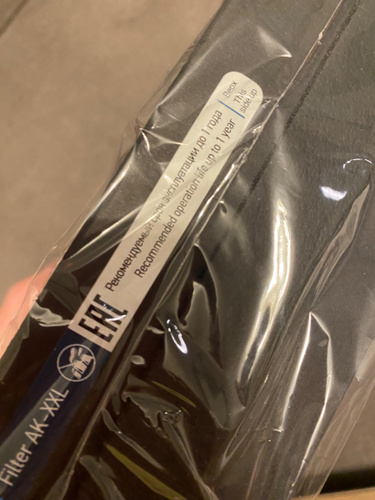 Filter AK-XXL
EAC
Рекомендуемый срок эксплуатации до 1 года
Recommended operation life up to 1 year
Верх
This
side up